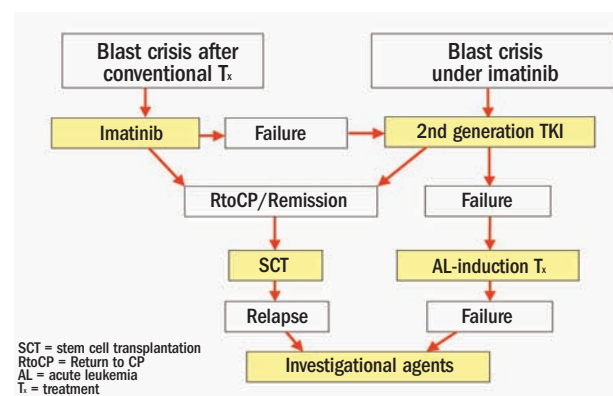 Blast crisis after
conventional Tx
Blast crisis
under imatinib
Imatinib
Failure
2nd generation TKI
RtoCP/Remission
Failure
SCT
AL-induction Tx
Relapse
Failure
Investigational agents
SCT = stem cell transplantation
RtoCP = Return to CP
AL = acute leukemia
Tx = treatment